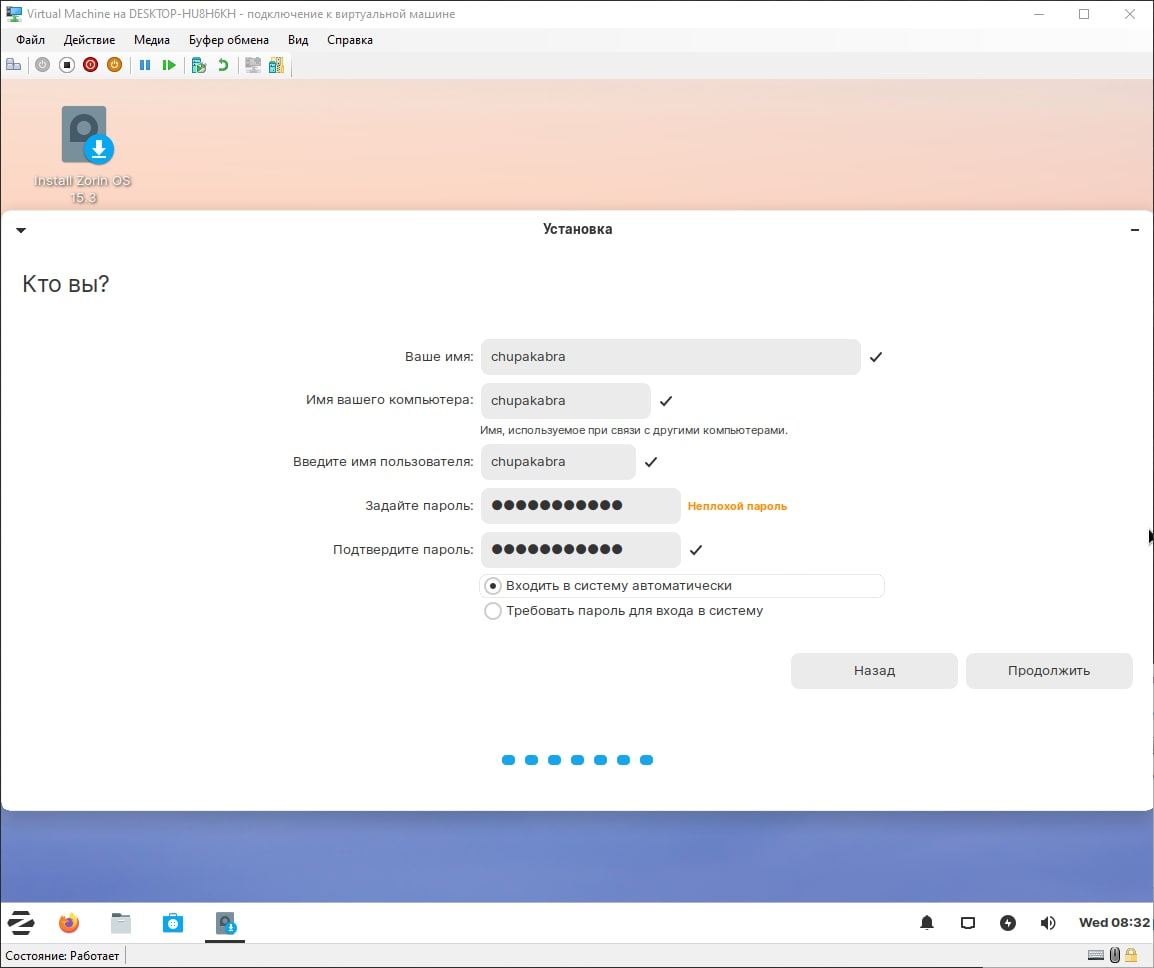 Virtual Machine на DESKTOP-HU8H6KH - подключение к виртуальной машине
Файл Действие Медиа Буфер обмена Вид Справка
Install Zorin OS
15.3
Установка
Кто вы?
Ваше имя: chupakabra
Имя вашего компьютера: chupakabra
Имя, используемое при связи с другими компьютерами.
Введите имя пользователя: chupakabra
Задайте пароль: ●●●●●●●●●●● Неплохой пароль
Подтвердите пароль: ●●●●●●●●●●●
Входить в систему автоматически
Требовать пароль для входа в систему
Назад Продолжить
Wed 08:32
Состояние: Работает